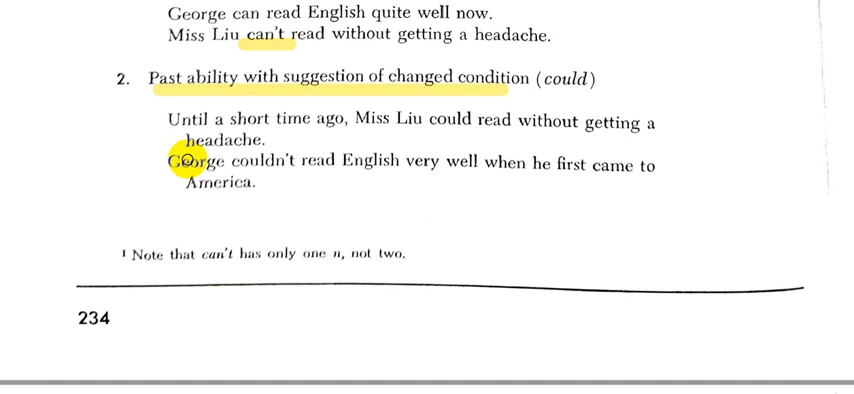 George can read English quite well now.
Miss Liu can't read without getting a headache.
2. Past ability with suggestion of changed condition (could)
Until a short time ago, Miss Liu could read without getting a
headache.
George couldn't read English very well when he first came to
America.
1 Note that can't has only one n, not two.
234